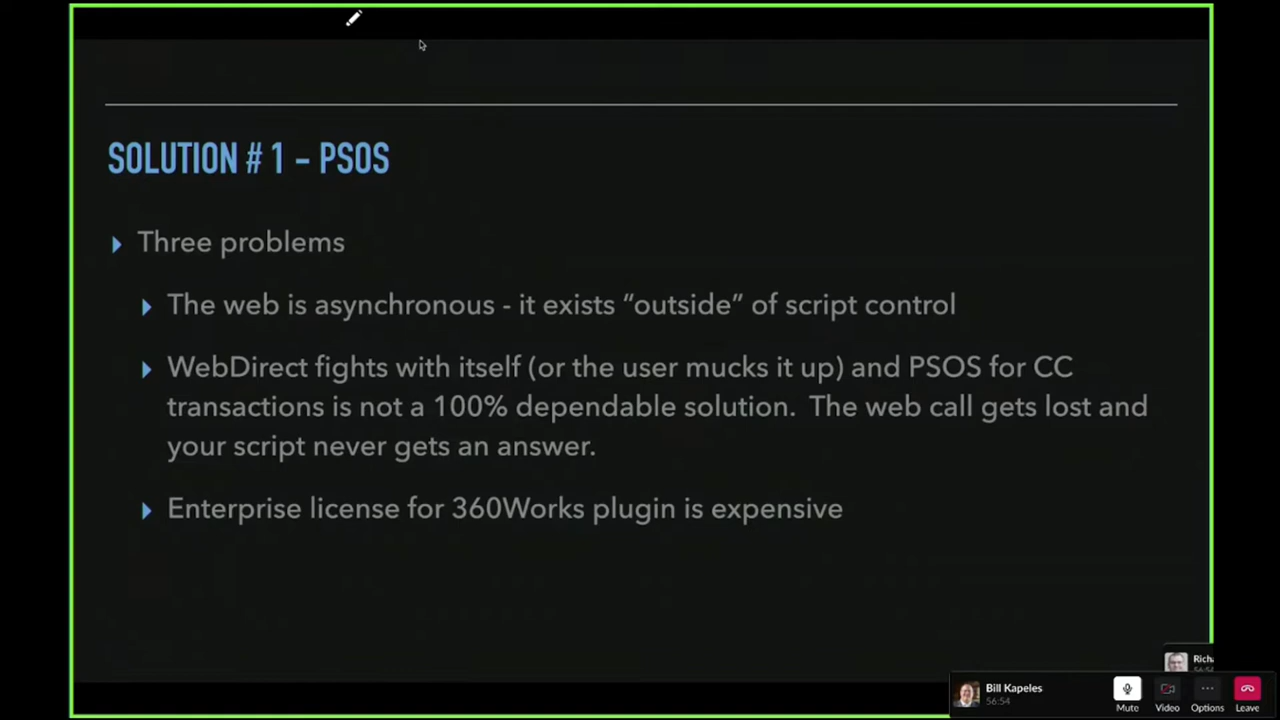 SOLUTION # 1 - PSOS
Three problems
The web is asynchronous - it exists “outside” of script control
WebDirect fights with itself (or the user mucks it up) and PSOS for CC
transactions is not a 100% dependable solution. The web call gets lost and
your script never gets an answer.
Enterprise license for 360Works plugin is expensive
Bill Kapeles
56:54
Mute
Video
Options
Leave